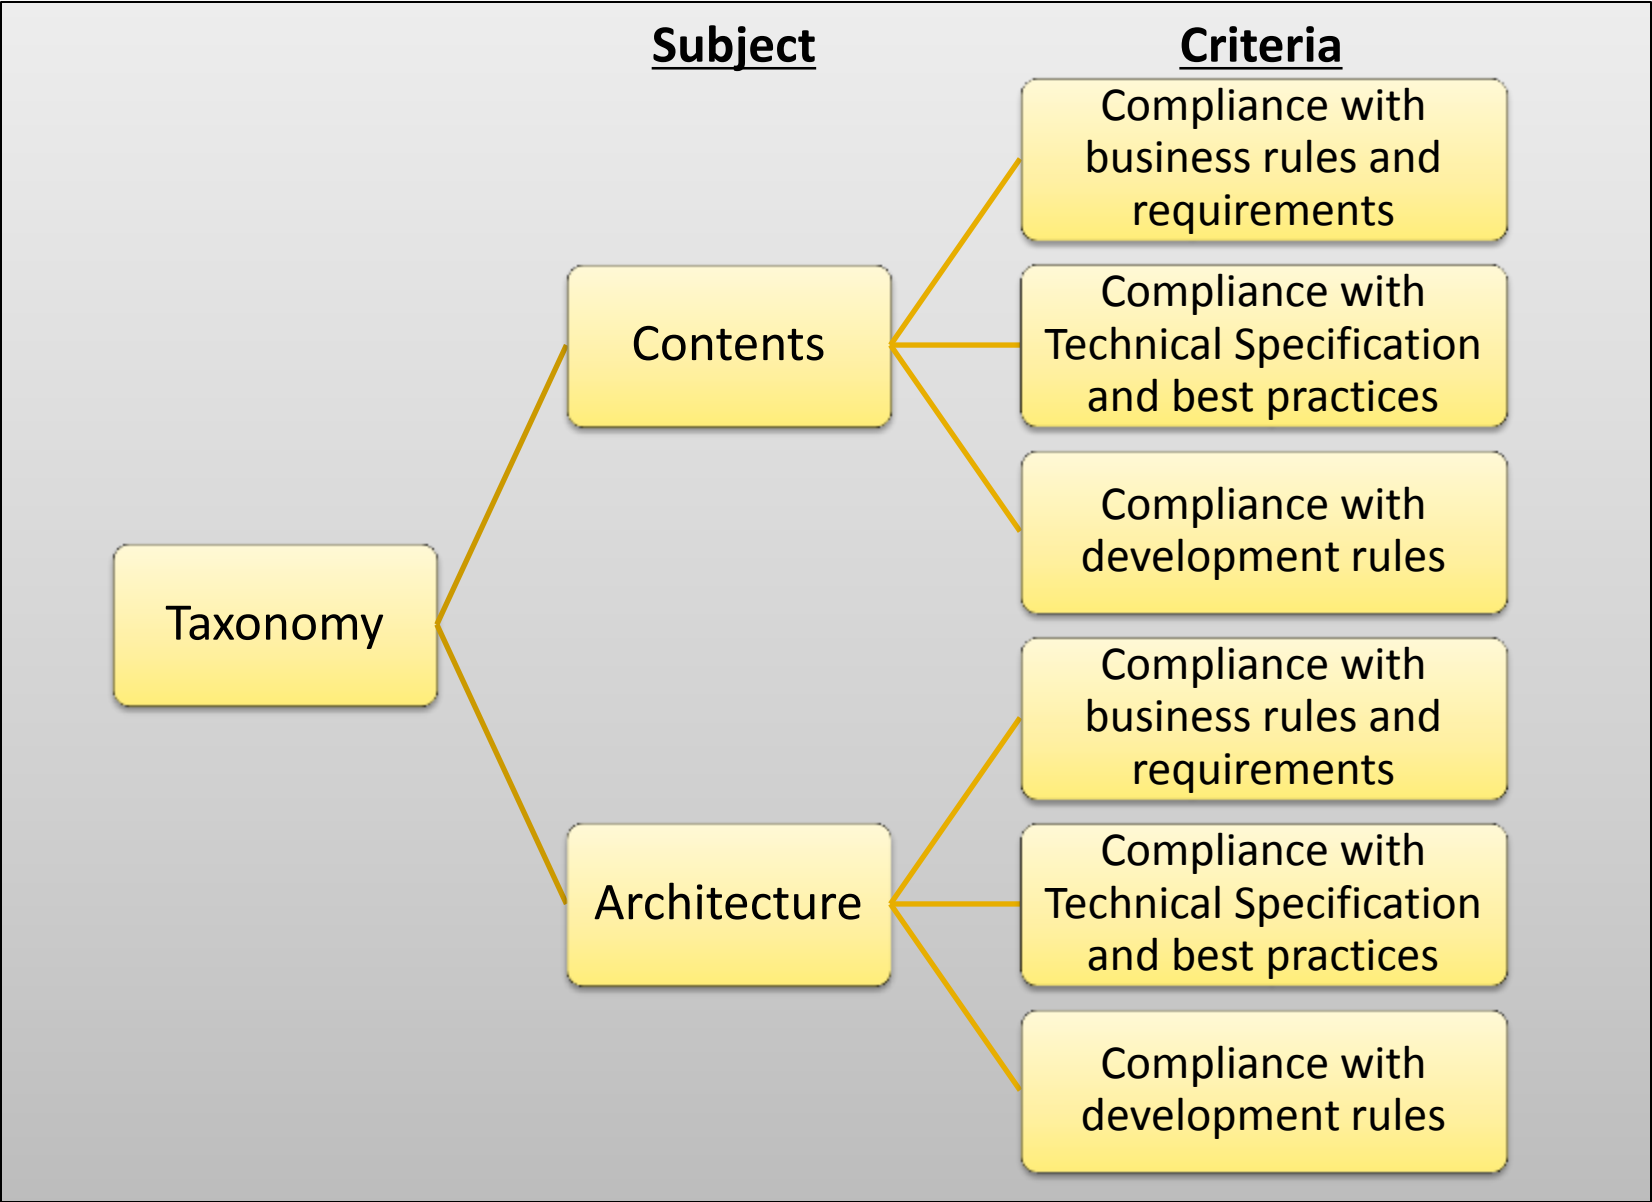 Subject
Criteria
Compliance with
business rules and
requirements
Contents
Compliance with
Technical Specification
and best practices
Compliance with
development rules
Taxonomy
Compliance with
business rules and
requirements
Architecture
Compliance with
Technical Specification
and best practices
Compliance with
development rules